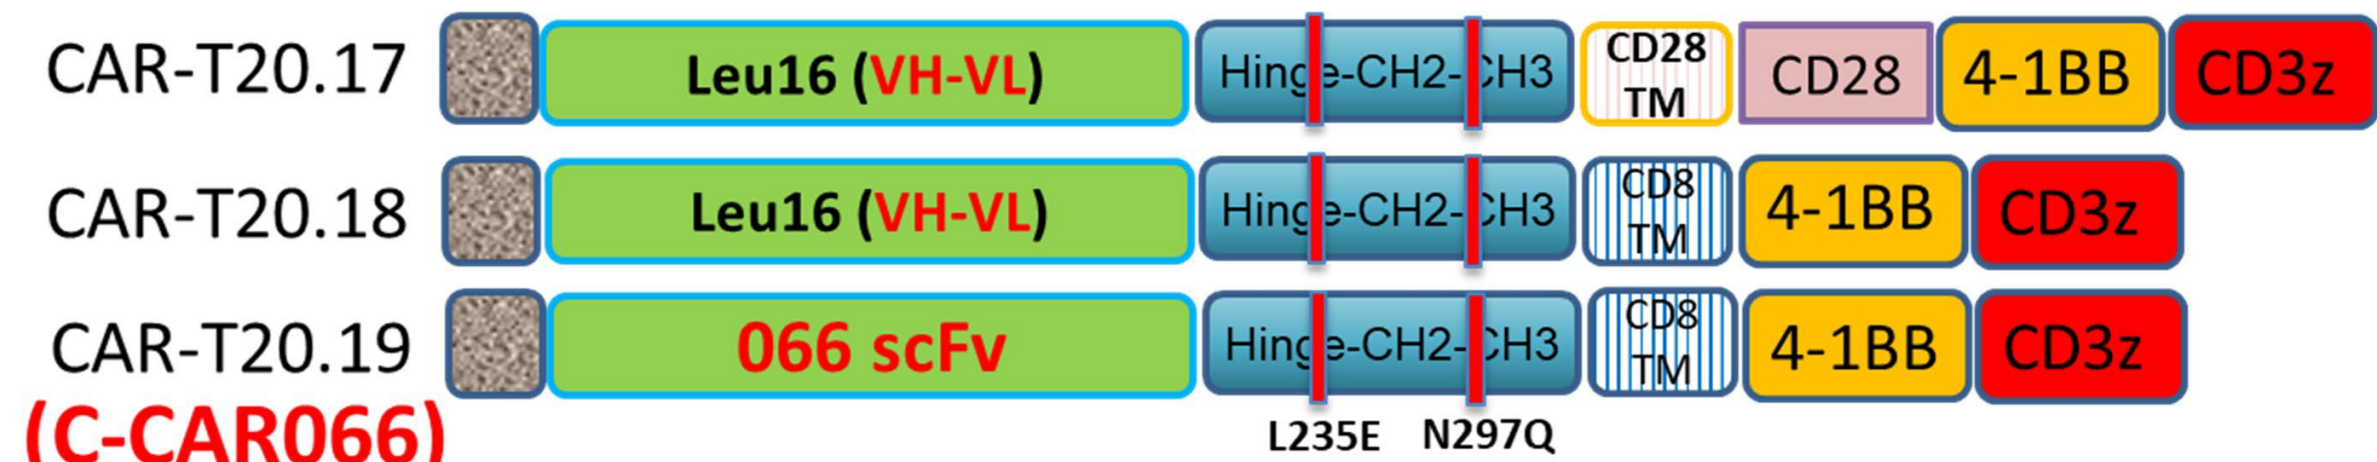 CAR-T20.17 Leu16 (VH-VL) Hinge-CH2-CH3 CD28 TM CD28 4-1BB CD3z
CAR-T20.18 Leu16 (VH-VL) Hinge-CH2-CH3 CD8 TM 4-1BB CD3z
CAR-T20.19 066 scFv Hinge-CH2-CH3 CD8 TM 4-1BB CD3z
(C-CAR066) L235E N297Q